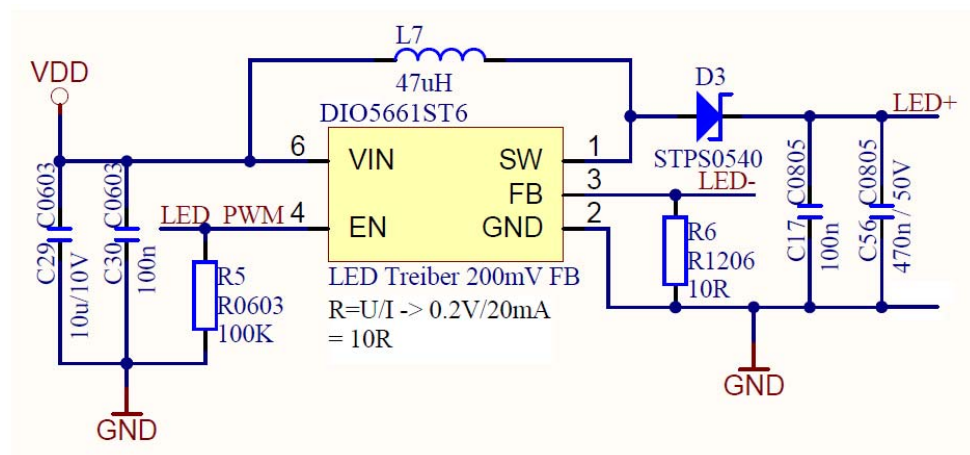 L7
47uH
VDD
DIO5661ST6
D3
STPS0540
LED+
LED-
6
VIN
SW
1
FB
3
LED_PWM
4
EN
GND
2
C29
C0603
10u/10V
C30
C0603
100n
R5
R0603
100K
LED Treiber 200mV FB
R=U/I -> 0.2V/20mA
= 10R
R6
R1206
10R
C17
C0805
100n
C56
C0805
470n / 50V
GND
GND